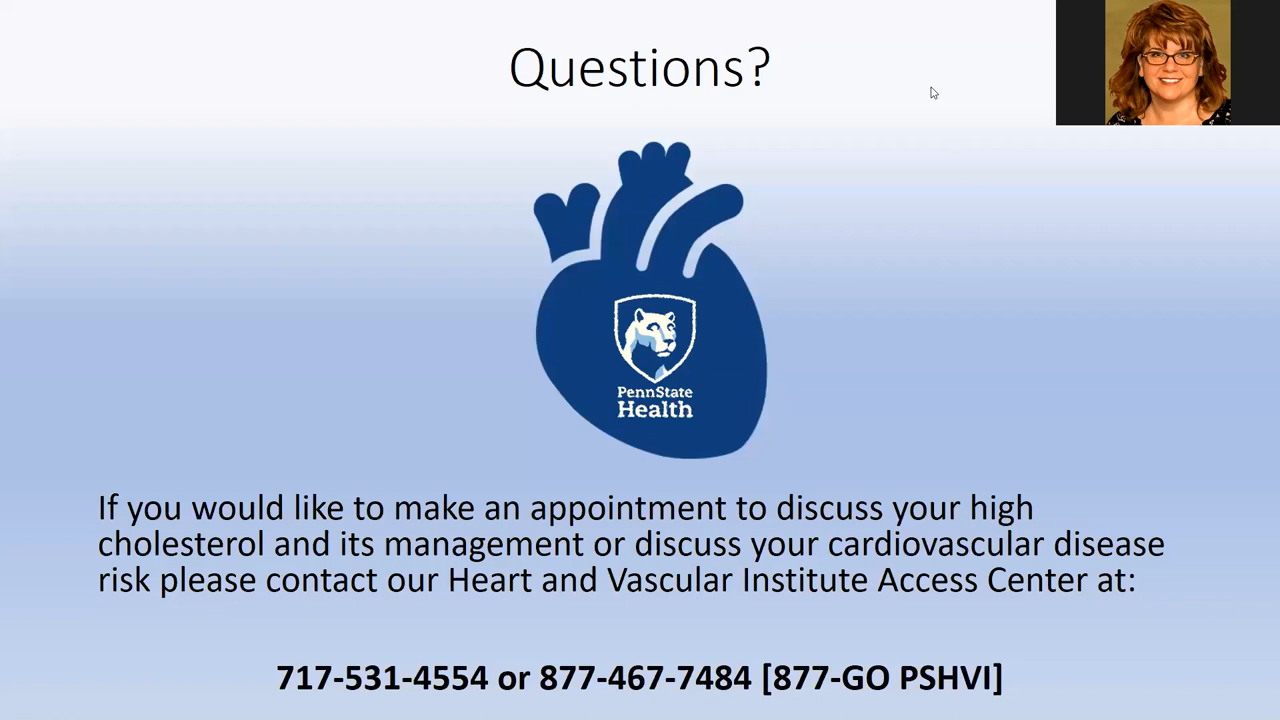 Questions?
PennState
Health
If you would like to make an appointment to discuss your high
cholesterol and its management or discuss your cardiovascular disease
risk please contact our Heart and Vascular Institute Access Center at:
717-531-4554 or 877-467-7484 [877-GO PSHVI]